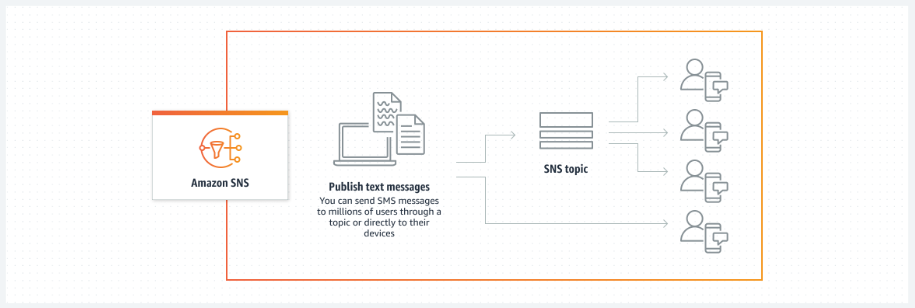 Amazon SNS
Publish text messages
You can send SMS messages
to millions of users through a
topic or directly to their
devices
SNS topic